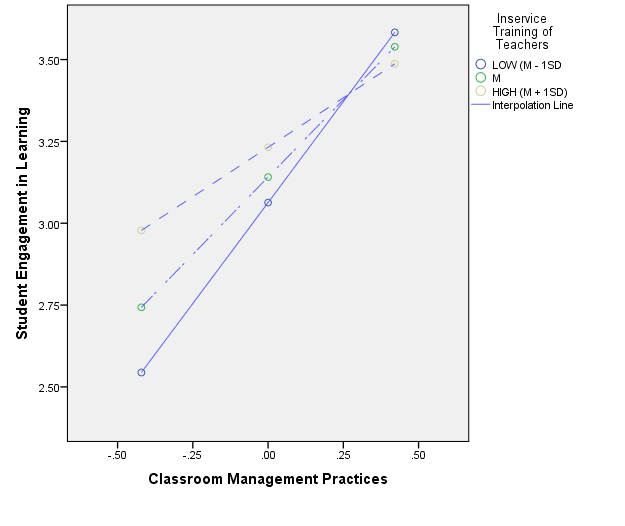 Inservice
Training of
Teachers
LOW (M - 1SD
M
HIGH (M + 1SD)
Interpolation Line
Student Engagement in Learning
3.50
3.25
3.00
2.75
2.50
-.50
-.25
.00
.25
.50
Classroom Management Practices